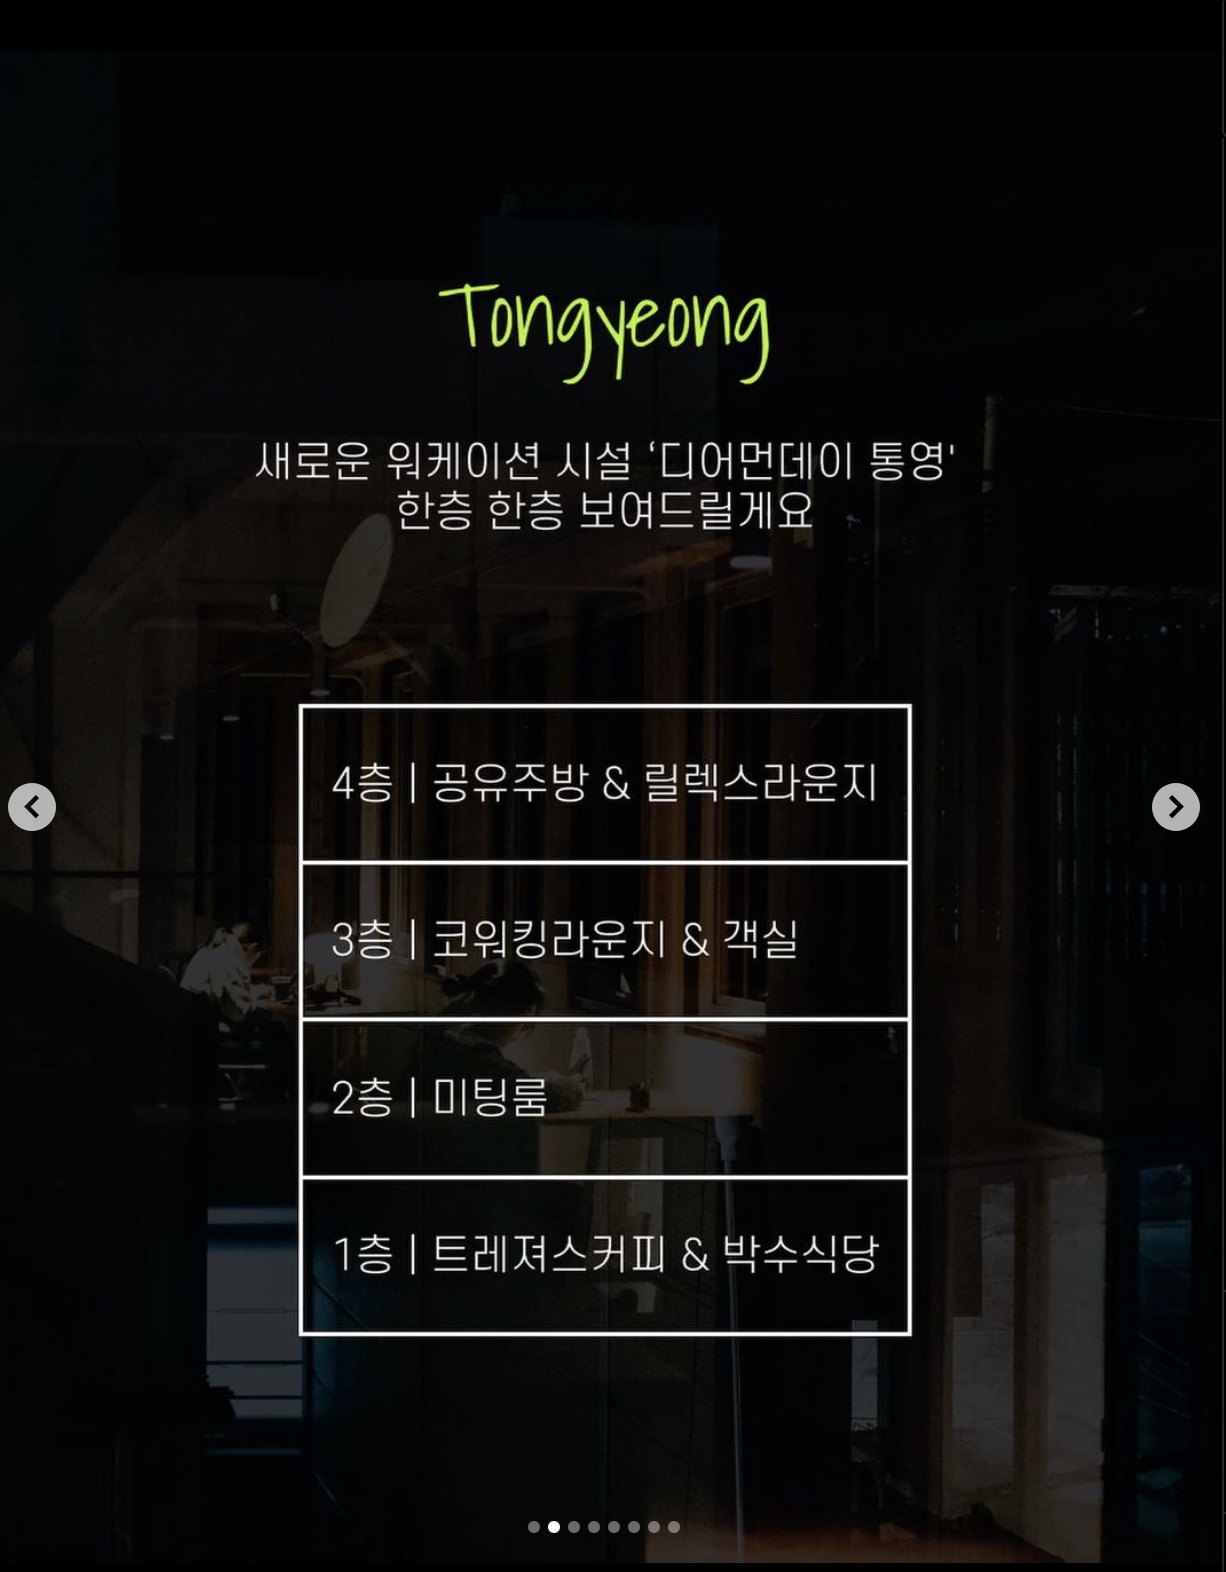 Tongyeong
새로운 워케이션 시설 ‘디어먼데이 통영'
한층 한층 보여드릴게요
4층 | 공유주방 & 릴렉스라운지
3층 | 코워킹라운지 & 객실
2층 | 미팅룸
1층 | 트레져스커피 & 박수식당